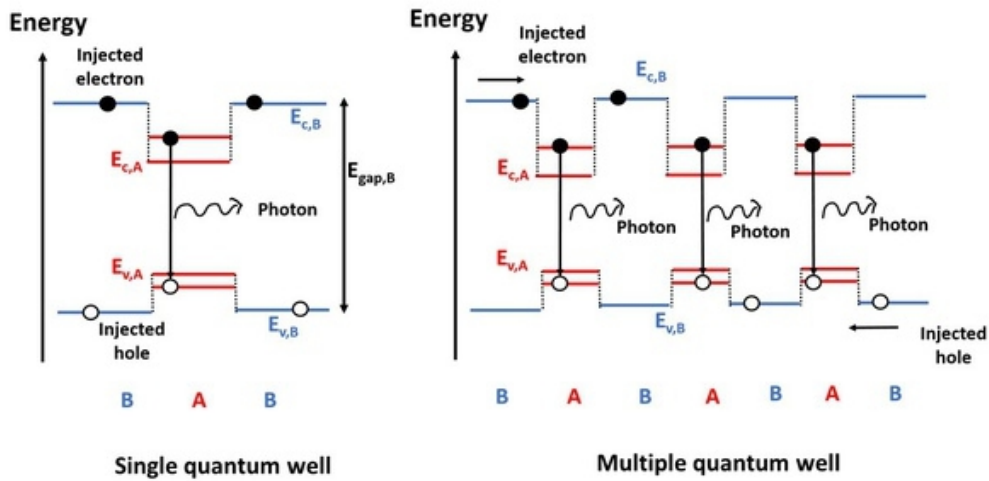 Energy
Injected
electron
E_c,B
E_c,A
E_gap,B
Photon
E_v,A
Injected
hole
E_v,B
B A B
Single quantum well
Energy
Injected
electron
E_c,B
E_c,A
Photon
Photon
Photon
E_v,A
E_v,B
Injected
hole
B A B A B A B
Multiple quantum well